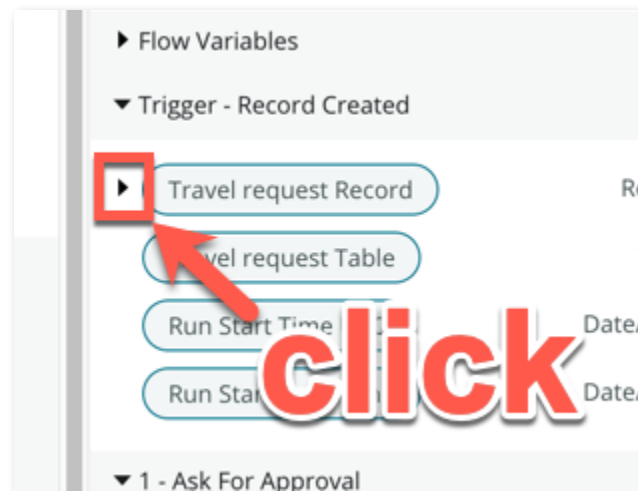 Flow Variables
Trigger - Record Created
Travel request Record
vel request Table
Run Start Time
Date
Run Star
Date
click
1 - Ask For Approval